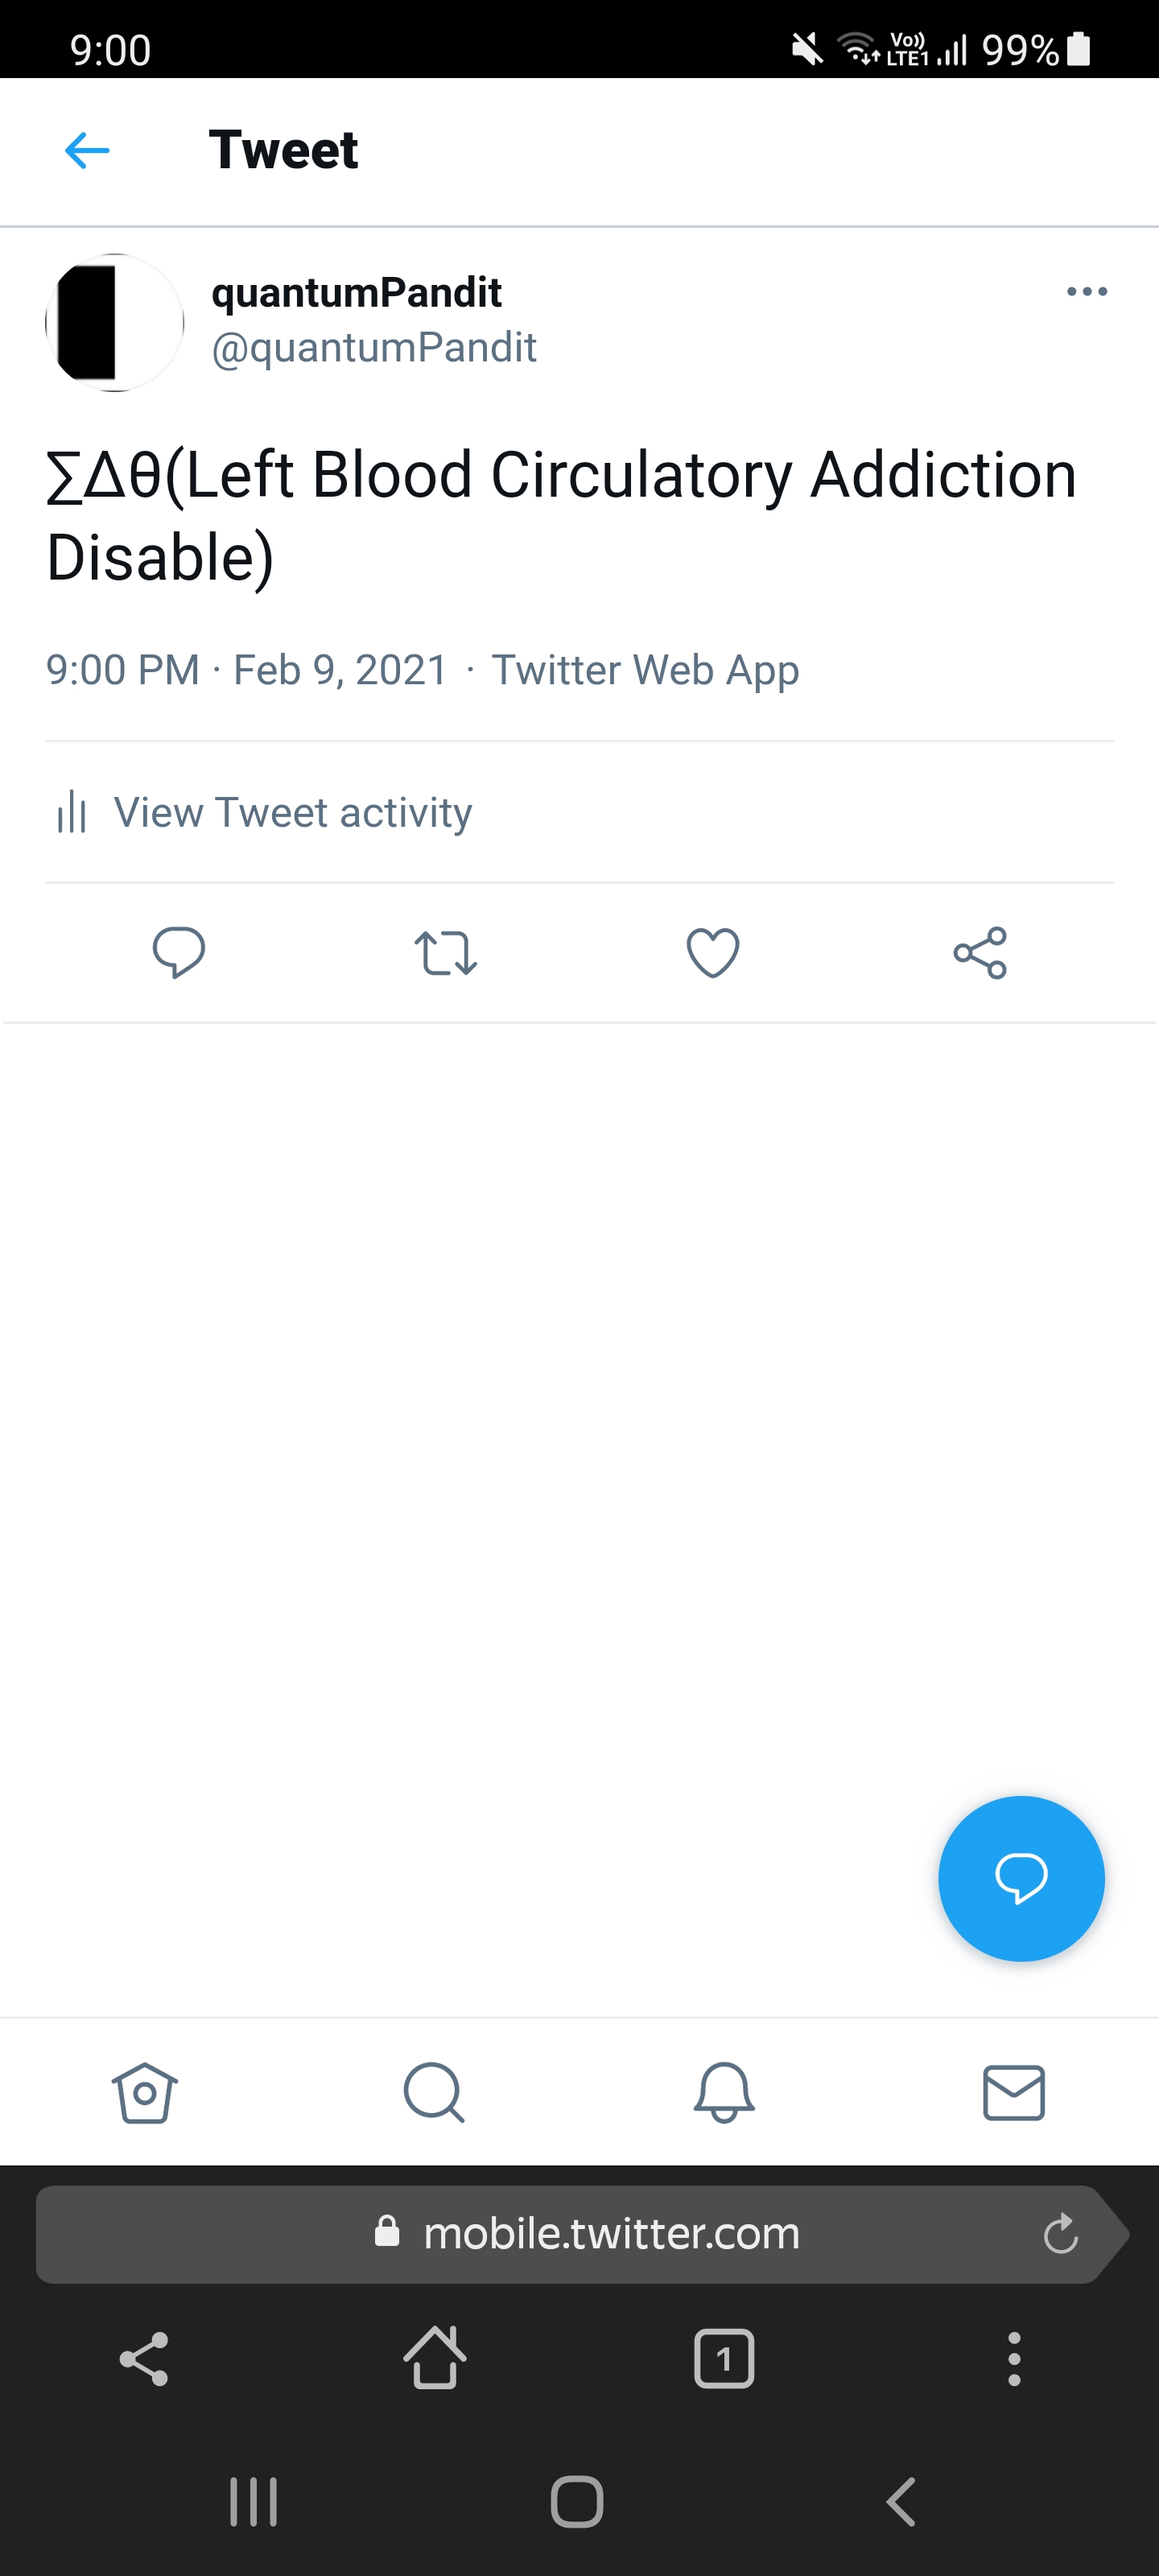 9:00
Vo)) LTE1 99%
Tweet
quantumPandit
@quantumPandit
∑Δθ(Left Blood Circulatory Addiction
Disable)
9:00 PM · Feb 9, 2021 · Twitter Web App
View Tweet activity
mobile.twitter.com
1